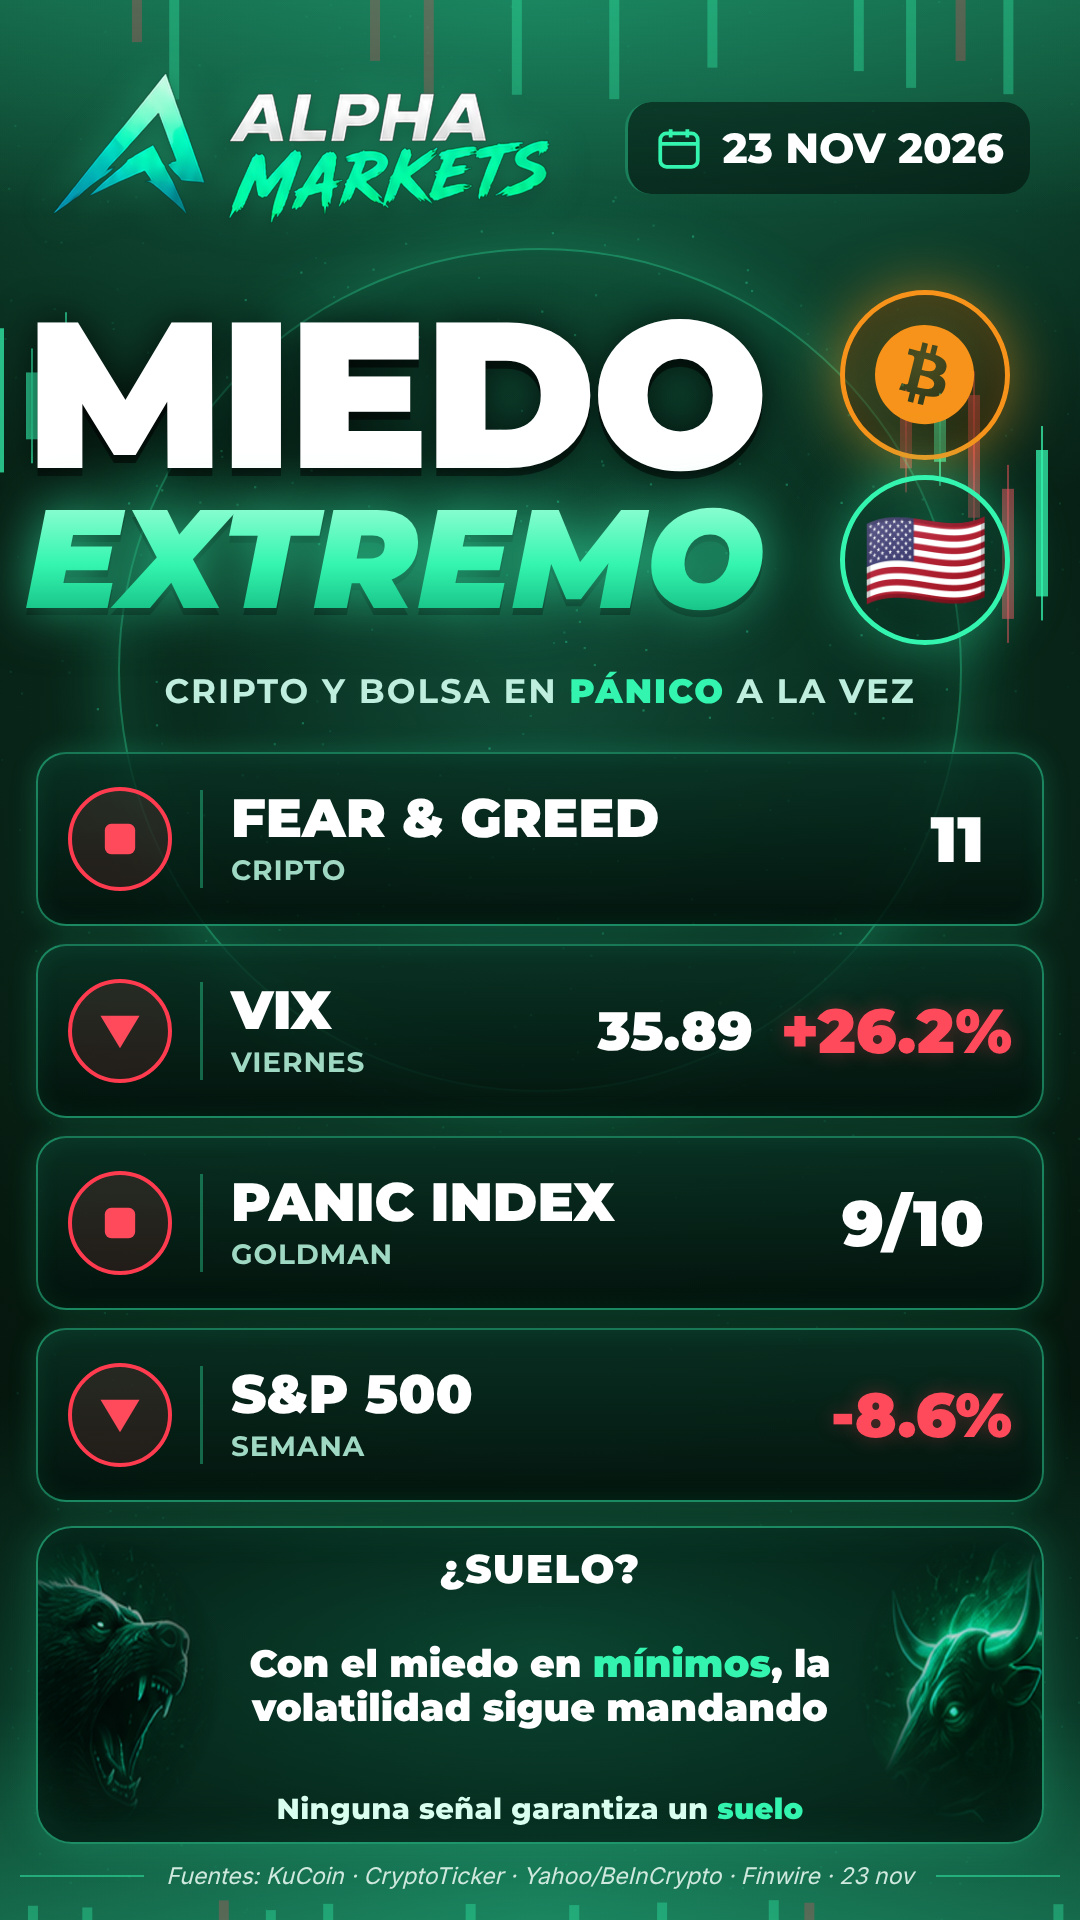 ALPHA
MARKETS
23 NOV 2026
MIEDO
EXTREMO
CRIPTO Y BOLSA EN PÁNICO A LA VEZ
FEAR & GREED
CRIPTO
11
VIX
VIERNES
35.89 +26.2%
PANIC INDEX
GOLDMAN
9/10
S&P 500
SEMANA
-8.6%
¿SUELO?
Con el miedo en mínimos, la
volatilidad sigue mandando
Ninguna señal garantiza un suelo
Fuentes: KuCoin · CryptoTicker · Yahoo/BeInCrypto · Finwire · 23 nov